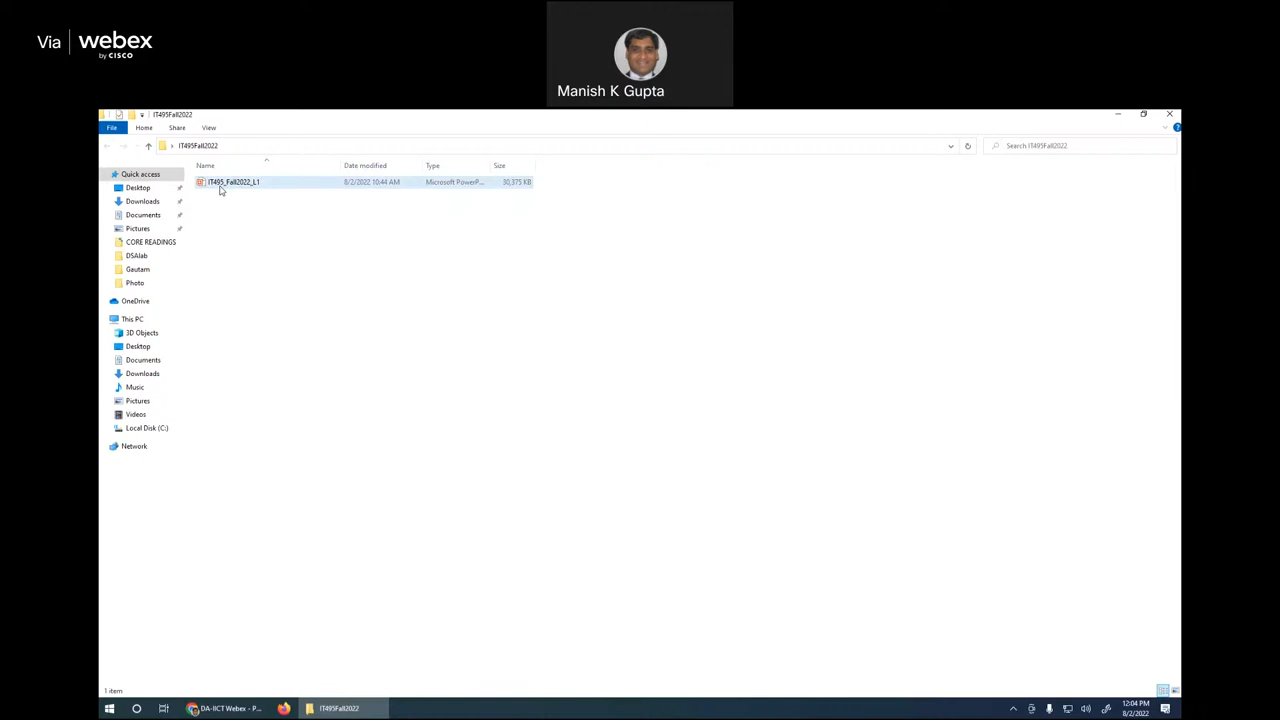 Via webex
by CISCO
Manish K Gupta
IT495Fall2022
File Home Share View
IT495Fall2022
Search IT495Fall2022
Name Date modified Type Size
IT495_Fall2022_L1 8/2/2022 10:44 AM Microsoft PowerP... 30,375 KB
Quick access
Desktop
Downloads
Documents
Pictures
CORE READINGS
DSAlab
Gautam
Photo
OneDrive
This PC
3D Objects
Desktop
Documents
Downloads
Music
Pictures
Videos
Local Disk (C:)
Network
1 item
DA-IICT Webex - P...
IT495Fall2022
12:04 PM
8/2/2022